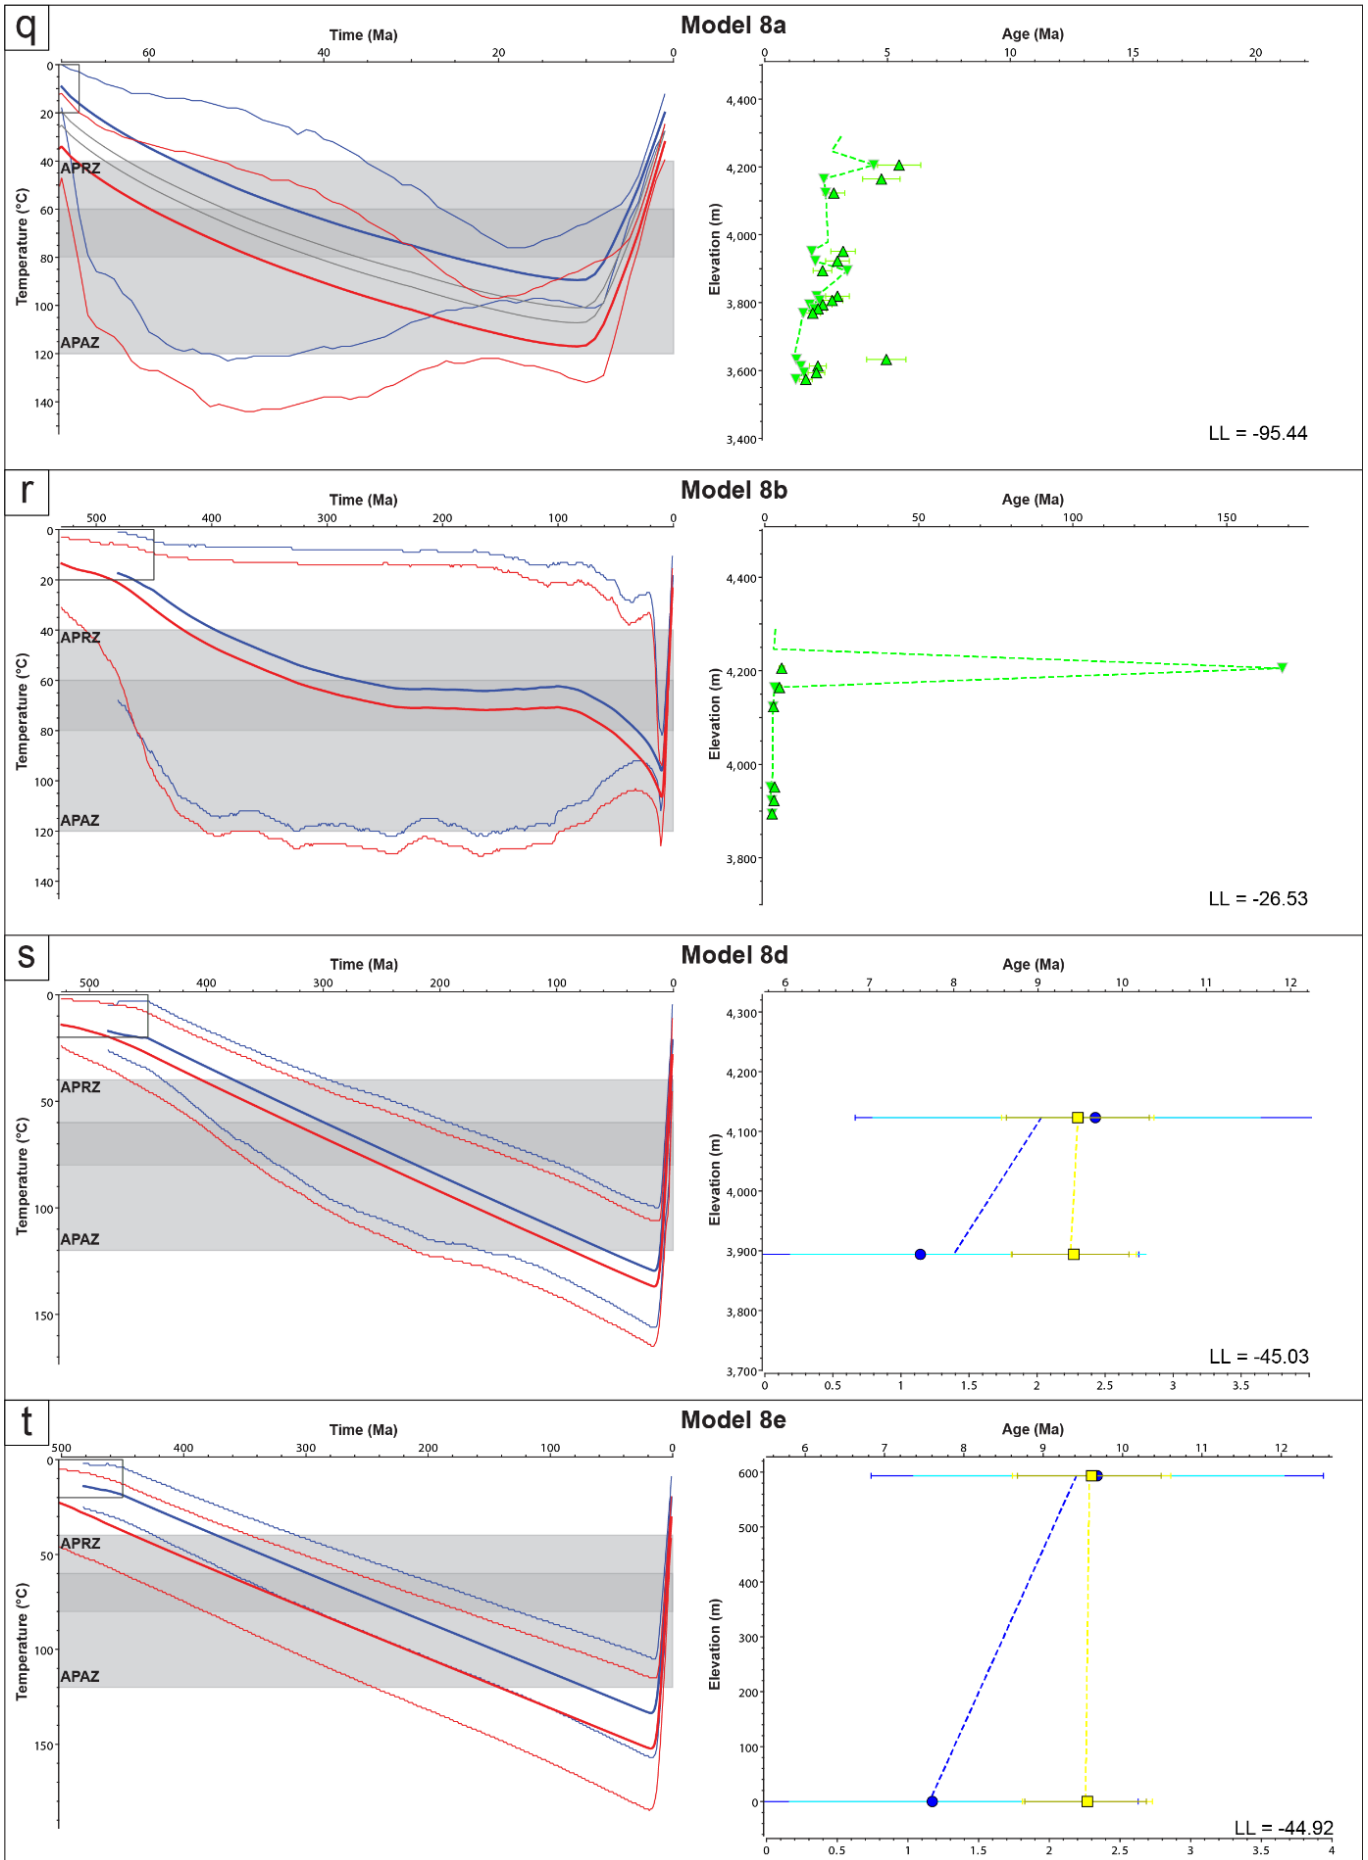 q
Model 8a
Time (Ma)
Age (Ma)
60 40 20 0
0 5 10 15 20
Temperature (°C)
0
20
40
60
80
100
120
140
APRZ
APAZ
Elevation (m)
4,400
4,200
4,000
3,800
3,600
3,400
LL = -95.44
r
Model 8b
Time (Ma)
Age (Ma)
500 400 300 200 100 0
0 50 100 150
Temperature (°C)
0
20
40
60
80
100
120
140
APRZ
APAZ
Elevation (m)
4,400
4,200
4,000
3,800
LL = -26.53
s
Model 8d
Time (Ma)
Age (Ma)
500 400 300 200 100 0
6 7 8 9 10 11 12
Temperature (°C)
0
50
100
150
APRZ
APAZ
Elevation (m)
4,300
4,200
4,100
4,000
3,900
3,800
3,700
LL = -45.03
0 0.5 1 1.5 2 2.5 3 3.5
t
Model 8e
Time (Ma)
Age (Ma)
500 400 300 200 100 0
6 7 8 9 10 11 12
Temperature (°C)
0
50
100
150
APRZ
APAZ
Elevation (m)
600
500
400
300
200
100
0
LL = -44.92
0 0.5 1 1.5 2 2.5 3 3.5 4